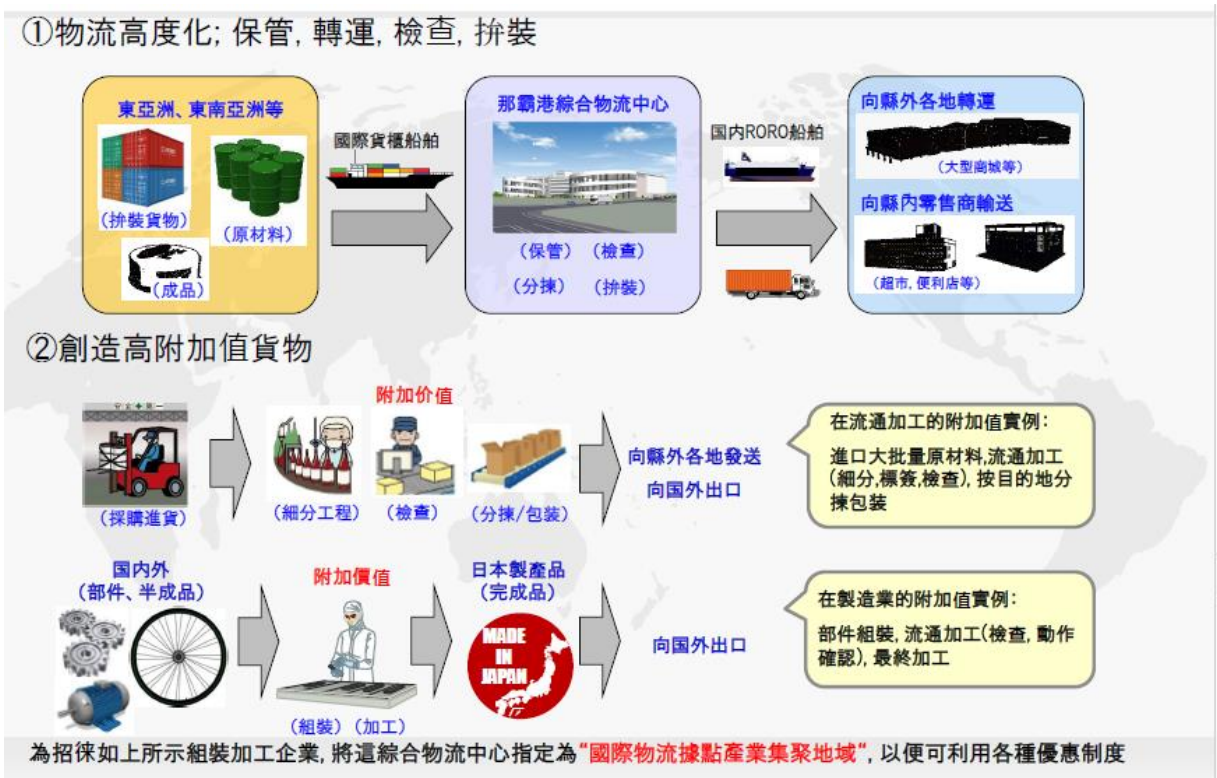 ①物流高度化; 保管, 轉運, 檢查, 拚裝
東亞洲、東南亞洲等
(拚裝貨物)
(原材料)
(成品)
國際貨櫃船舶
那霸港綜合物流中心
(保管) (檢查)
(分揀) (拚裝)
国内RORO船舶
向縣外各地轉運
(大型商城等)
向縣內零售商輸送
(超市, 便利店等)
②創造高附加值貨物
安全第一
(採購進貨)
附加价值
(細分工程)
(檢查)
(分揀/包装)
向縣外各地發送
向国外出口
在流通加工的附加值實例:
進口大批量原材料,流通加工
(細分,標簽,檢查), 按目的地分
揀包装
国内外
(部件、半成品)
附加價值
(組裝) (加工)
日本製產品
(完成品)
MADE
IN
JAPAN
向国外出口
在製造業的附加值實例:
部件組裝, 流通加工(檢查, 動作
確認), 最終加工
為招徠如上所示組裝加工企業, 將這綜合物流中心指定為“國際物流據點產業集聚地域“, 以便可利用各種優惠制度